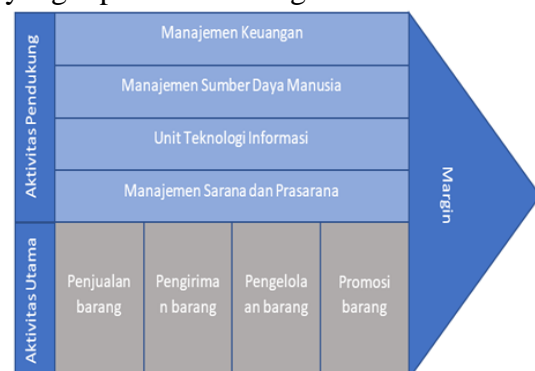 Aktivitas Pendukung
Manajemen Keuangan
Manajemen Sumber Daya Manusia
Unit Teknologi Informasi
Manajemen Sarana dan Prasarana
Margin
Aktivitas Utama
Penjualan
barang
Pengirima
n barang
Pengelola
an barang
Promosi
barang